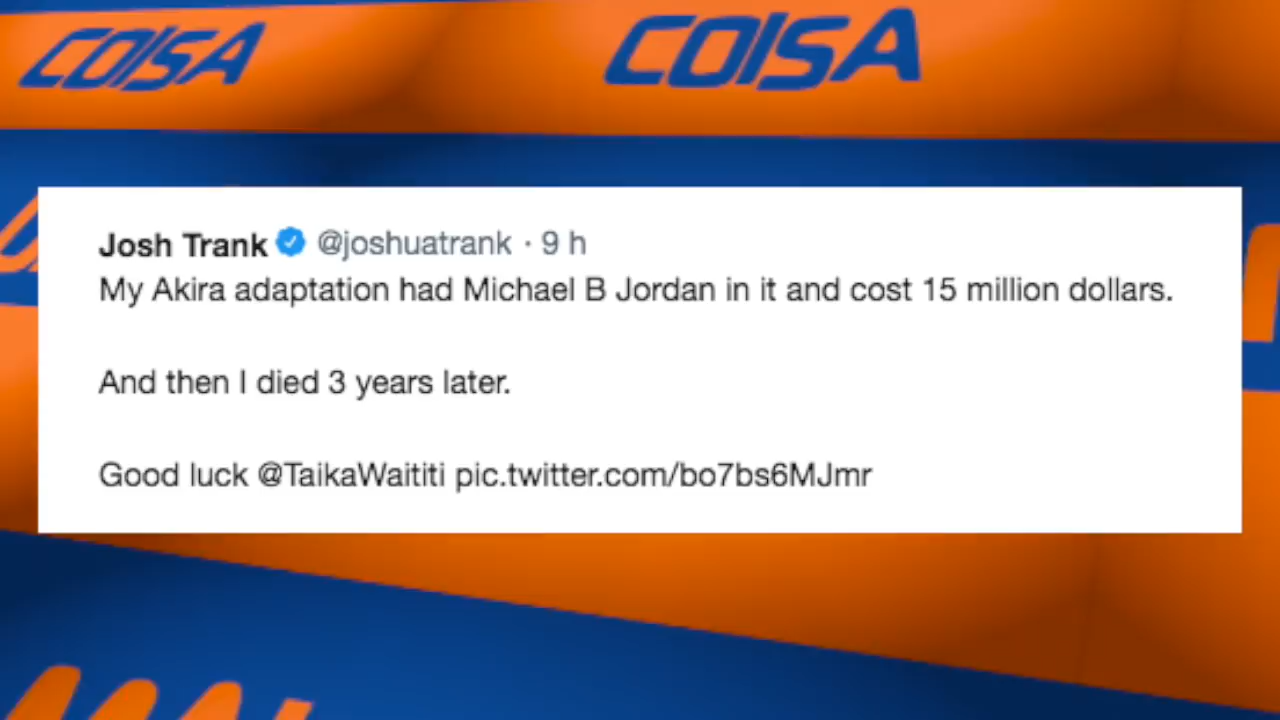 COISA COISA
Josh Trank @joshuatrank · 9 h
My Akira adaptation had Michael B Jordan in it and cost 15 million dollars.
And then I died 3 years later.
Good luck @TaikaWaititi pic.twitter.com/bo7bs6MJmr